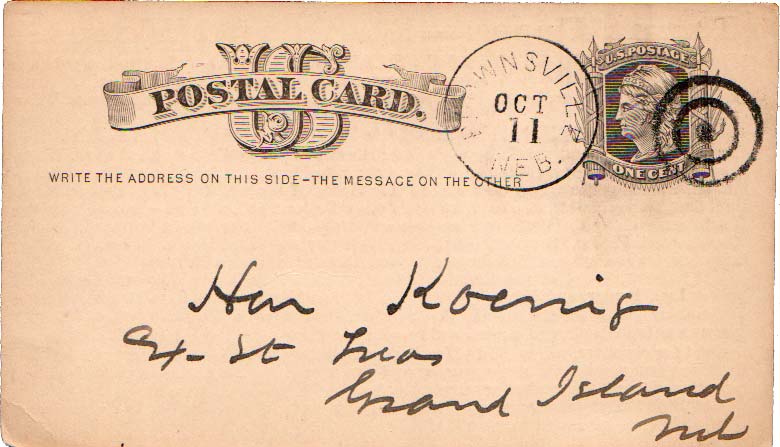 US
POSTAL CARD.
WRITE THE ADDRESS ON THIS SIDE–THE MESSAGE ON THE OTHER
OCT
11
NEB.
U.S. POSTAGE
ONE CENT
Hon Koenig
Ex-St Treas
Grand Island
Neb